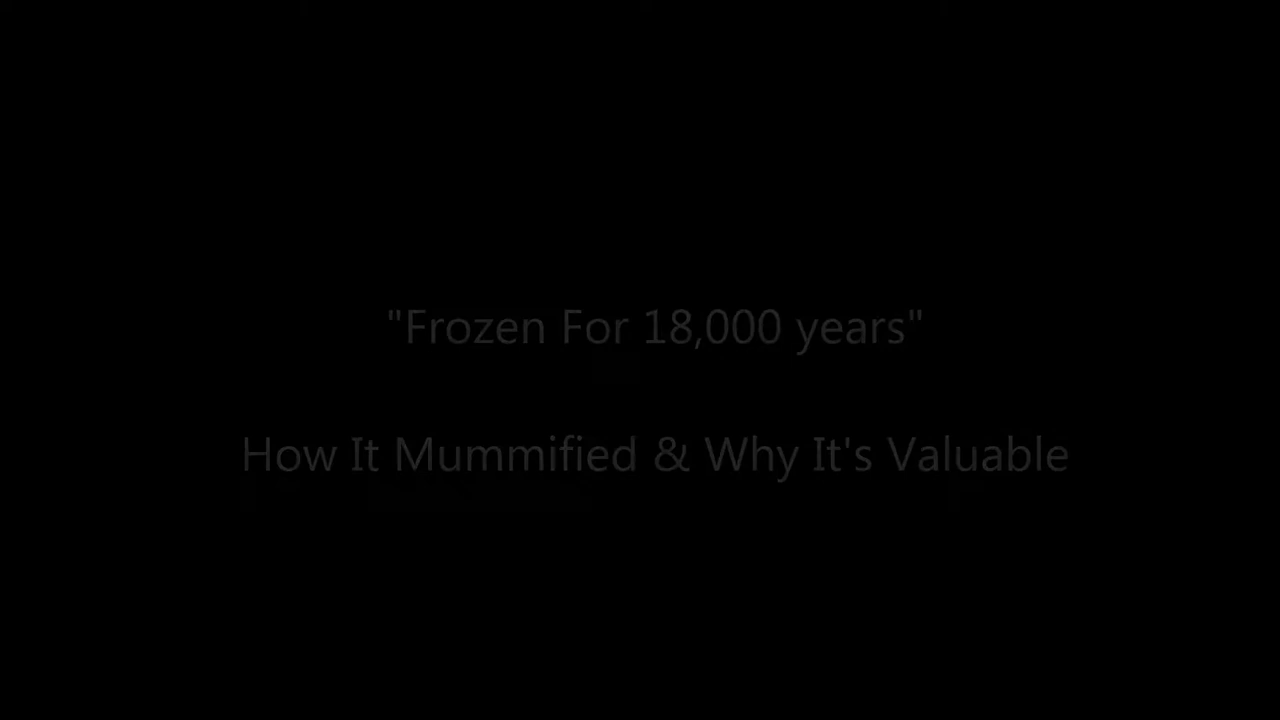 "Frozen For 18,000 years"
How It Mummified & Why It's Valuable